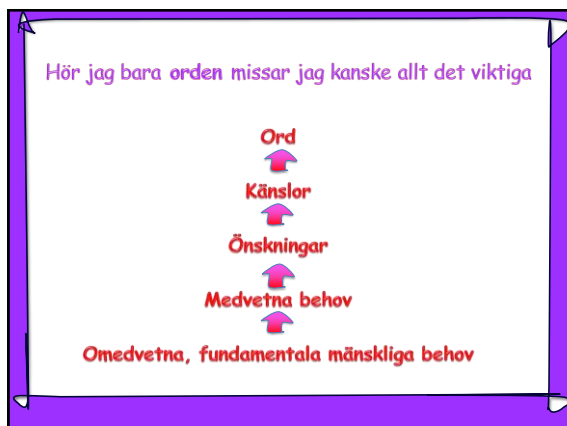 Hör jag bara orden missar jag kanske allt det viktiga
Ord
Känslor
Önskningar
Medvetna behov
Omedvetna, fundamentala mänskliga behov